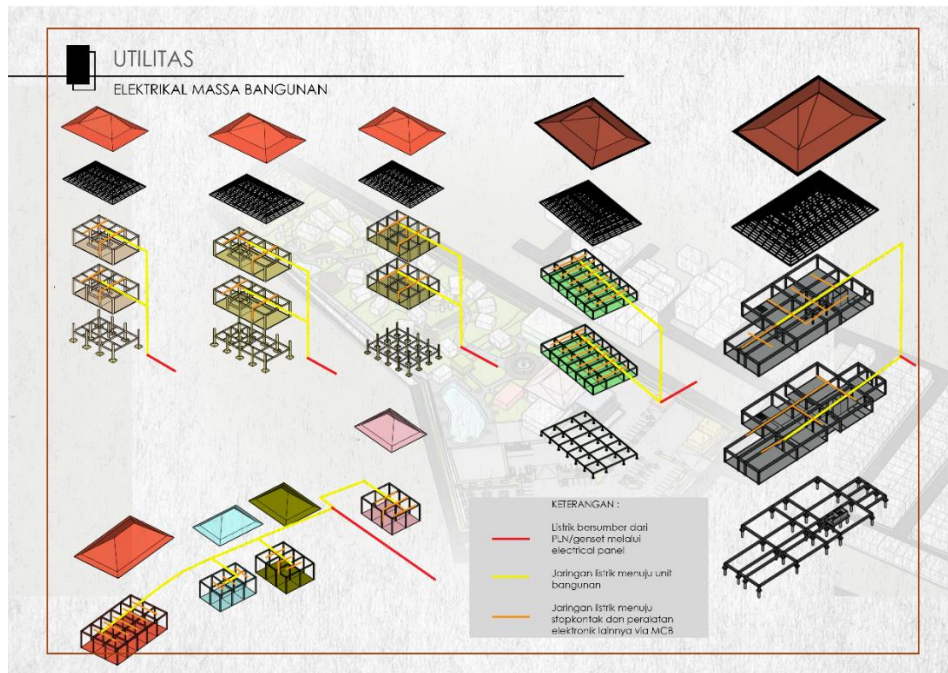 UTILITAS
ELEKTRIKAL MASSA BANGUNAN
KETERANGAN :
Listrik bersumber dari
PLN/genset melalui
electrical panel
Jaringan listrik menuju unit
bangunan
Jaringan listrik menuju
stopkontak dan peralatan
elektronik lainnya via MCB